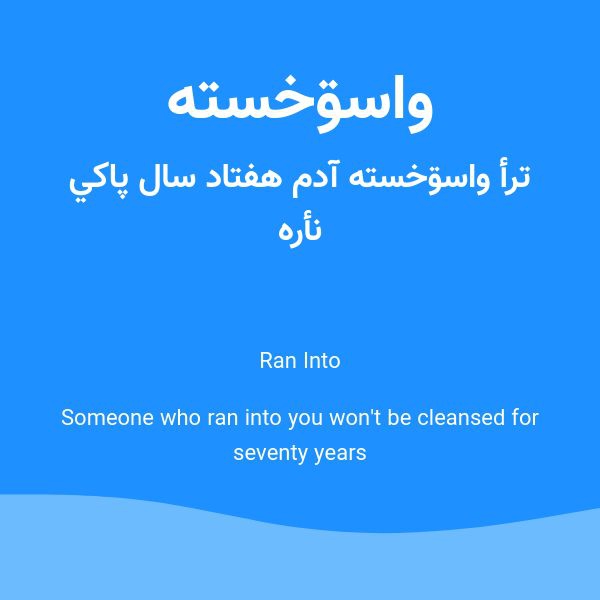 واسۊخسته
ترأ واسۊخسته آدم هفتاد سال پاکي
نأره
Ran Into
Someone who ran into you won't be cleansed for
seventy years